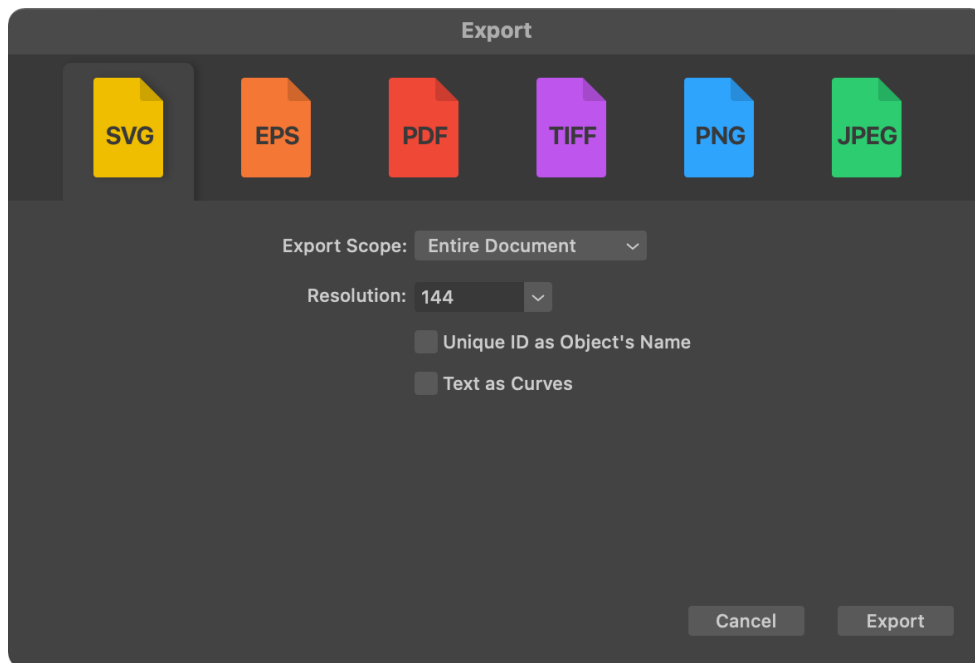 Export
SVG EPS PDF TIFF PNG JPEG
Export Scope: Entire Document
Resolution: 144
Unique ID as Object's Name
Text as Curves
Cancel Export